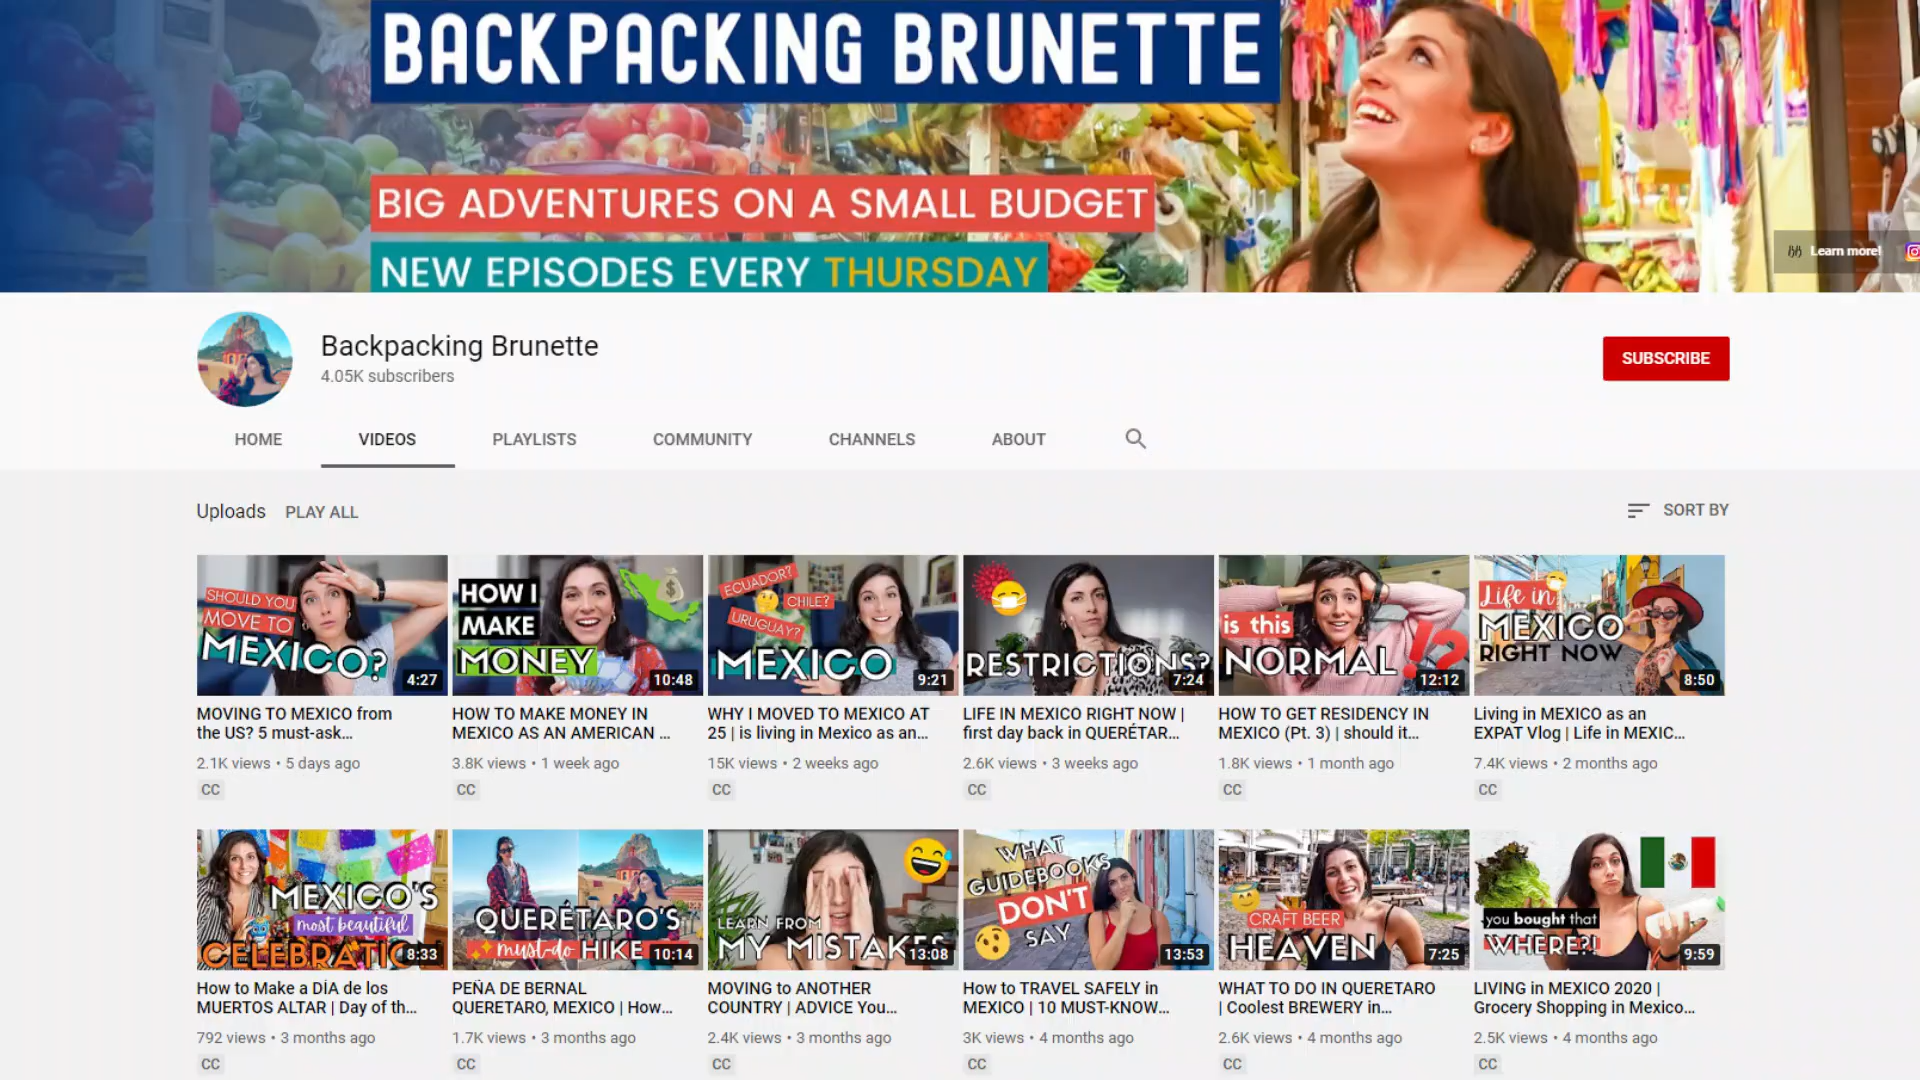 BACKPACKING BRUNETTE
BIG ADVENTURES ON A SMALL BUDGET
NEW EPISODES EVERY THURSDAY
Learn more!
Backpacking Brunette
4.05K subscribers
SUBSCRIBE
HOME VIDEOS PLAYLISTS COMMUNITY CHANNELS ABOUT
Uploads PLAY ALL
SORT BY
SHOULD YOU
MOVE TO
MEXICO?
4:27
HOW I
MAKE
MONEY
10:48
ECUADOR?
CHILE?
URUGUAY?
MEXICO
9:21
RESTRICTIONS?
7:24
is this
NORMAL
12:12
Life in
MEXICO
RIGHT NOW
8:50
MOVING TO MEXICO from
the US? 5 must-ask...
2.1K views • 5 days ago
CC
HOW TO MAKE MONEY IN
MEXICO AS AN AMERICAN ...
3.8K views • 1 week ago
CC
WHY I MOVED TO MEXICO AT
25 | is living in Mexico as an...
15K views • 2 weeks ago
CC
LIFE IN MEXICO RIGHT NOW |
first day back in QUERÉTAR...
2.6K views • 3 weeks ago
CC
HOW TO GET RESIDENCY IN
MEXICO (Pt. 3) | should it...
1.8K views • 1 month ago
CC
Living in MEXICO as an
EXPAT Vlog | Life in MEXIC...
7.4K views • 2 months ago
CC
MEXICO'S
most beautiful
CELEBRATIO
8:33
QUERÉTARO'S
must-do HIKE
10:14
LEARN FROM
MY MISTAKES
13:08
WHAT
GUIDEBOOKS
DON'T
SAY
13:53
CRAFT BEER
HEAVEN
7:25
you bought that
WHERE?!
9:59
How to Make a DÍA de los
MUERTOS ALTAR | Day of th...
792 views • 3 months ago
CC
PEÑA DE BERNAL
QUERETARO, MEXICO | How...
1.7K views • 3 months ago
CC
MOVING to ANOTHER
COUNTRY | ADVICE You...
2.4K views • 3 months ago
CC
How to TRAVEL SAFELY in
MEXICO | 10 MUST-KNOW...
3K views • 4 months ago
CC
WHAT TO DO IN QUERETARO
| Coolest BREWERY in...
2.6K views • 4 months ago
CC
LIVING in MEXICO 2020 |
Grocery Shopping in Mexico...
2.5K views • 4 months ago
CC